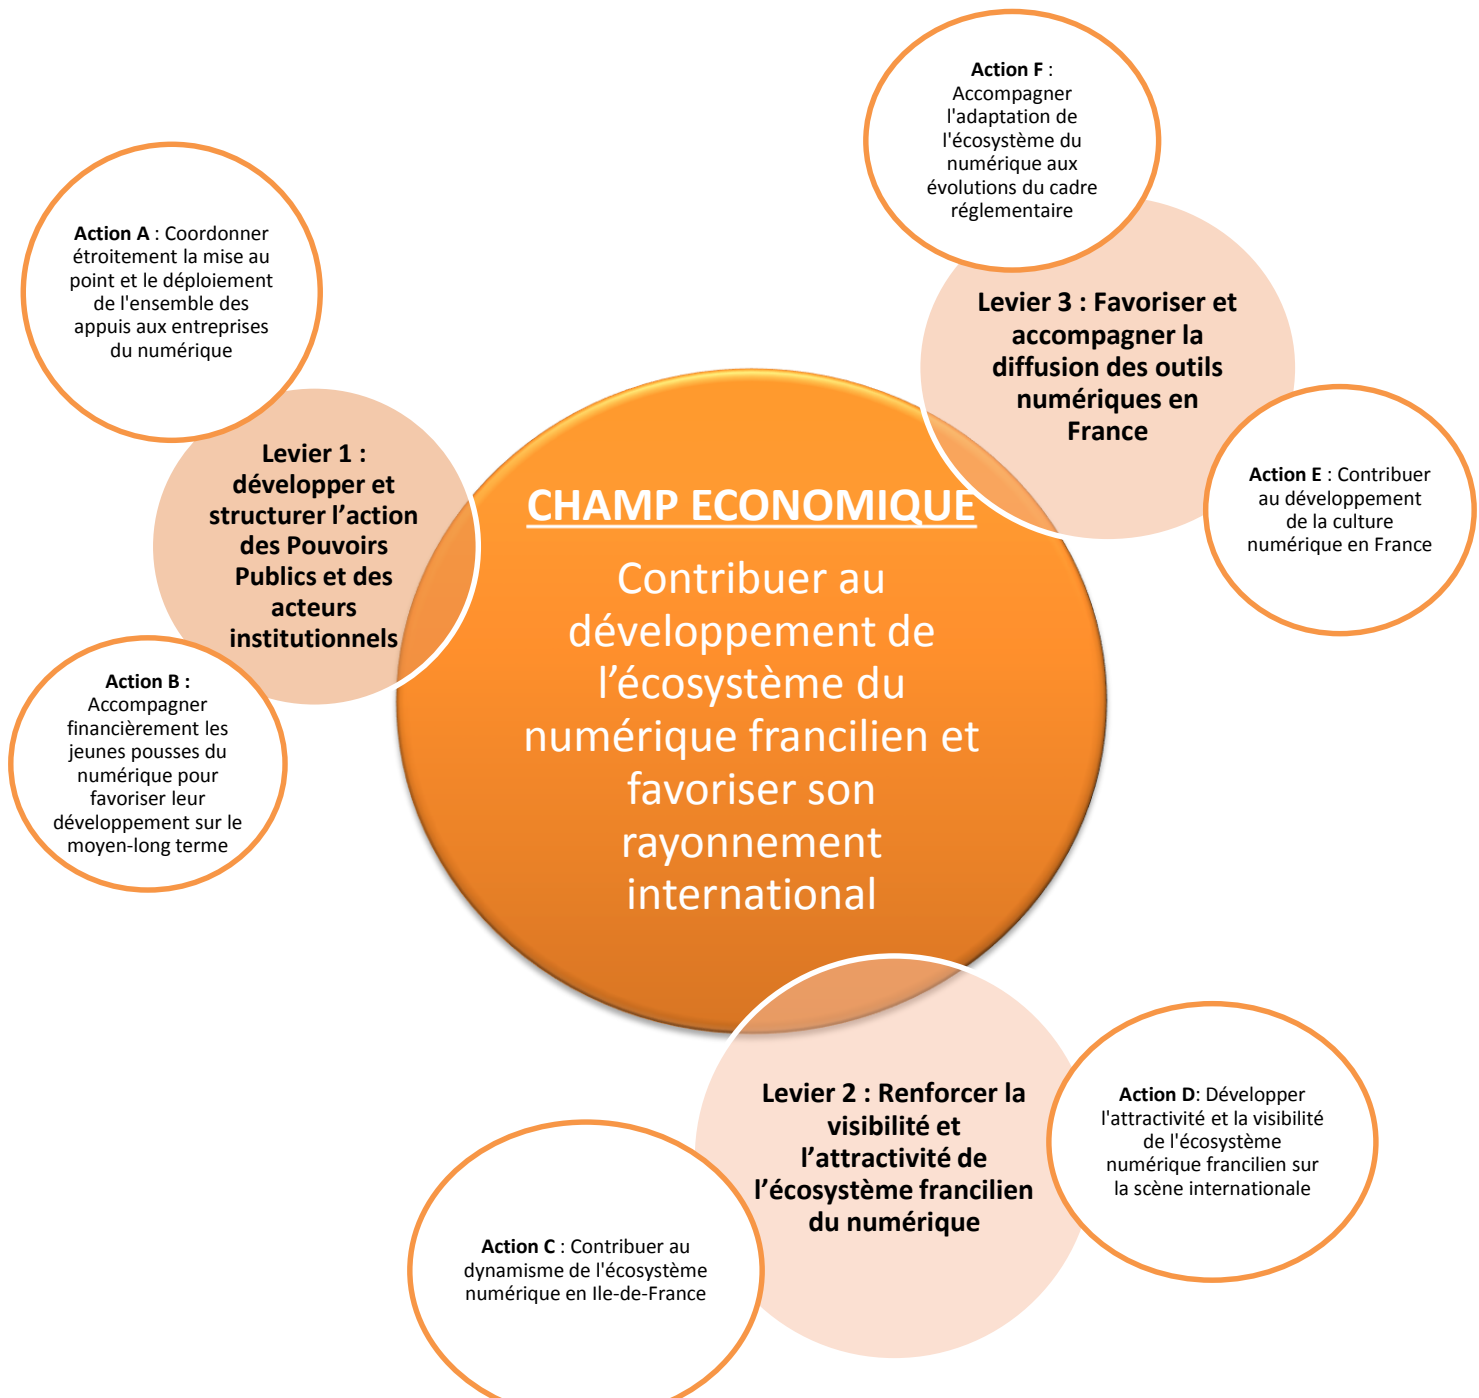 Action F :
Accompagner
l'adaptation de
l'écosystème du
numérique aux
évolutions du cadre
réglementaire
Action A : Coordonner
étroitement la mise au
point et le déploiement
de l'ensemble des
appuis aux entreprises
du numérique
Levier 3 : Favoriser et
accompagner la
diffusion des outils
numériques en
France
Levier 1 :
développer et
structurer l’action
des Pouvoirs
Publics et des
acteurs
institutionnels
Action E : Contribuer
au développement
de la culture
numérique en France
CHAMP ECONOMIQUE
Contribuer au
développement de
l’écosystème du
numérique francilien et
favoriser son
rayonnement
international
Action B :
Accompagner
financièrement les
jeunes pousses du
numérique pour
favoriser leur
développement sur le
moyen-long terme
Levier 2 : Renforcer la
visibilité et
l’attractivité de
l’écosystème francilien
du numérique
Action D: Développer
l'attractivité et la visibilité
de l'écosystème
numérique francilien sur
la scène internationale
Action C : Contribuer au
dynamisme de l'écosystème
numérique en Ile-de-France